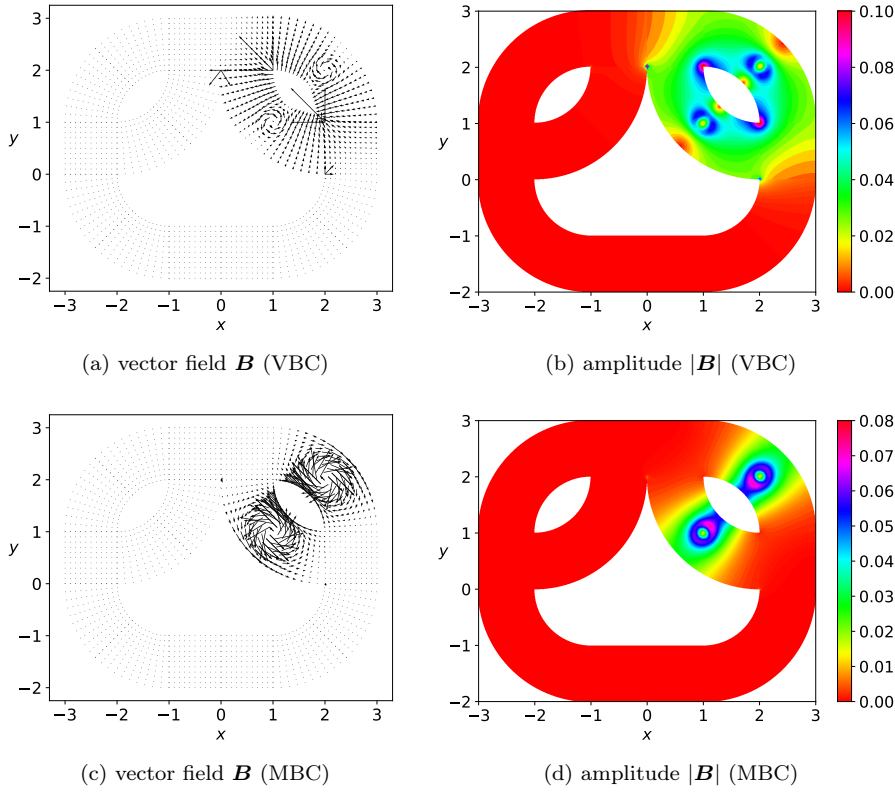 3
2
1
0
−1
−2
y
−3 −2 −1 0 1 2 3
x
(a) vector field B (VBC)
3
2
1
0
−1
−2
y
−3 −2 −1 0 1 2 3
x
0.10
0.08
0.06
0.04
0.02
0.00
(b) amplitude |B| (VBC)
3
2
1
0
−1
−2
y
−3 −2 −1 0 1 2 3
x
(c) vector field B (MBC)
3
2
1
0
−1
−2
y
−3 −2 −1 0 1 2 3
x
0.08
0.07
0.06
0.05
0.04
0.03
0.02
0.01
0.00
(d) amplitude |B| (MBC)